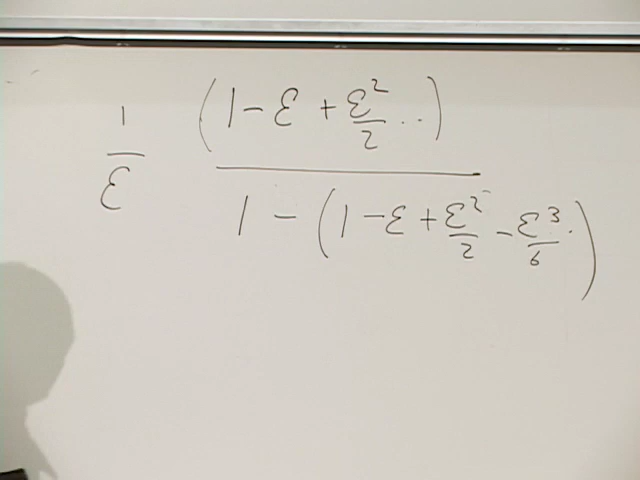 1/ε (1 - ε + ε²/2 ..)
1 - (1 - ε + ε²/2 - ε³/6 .)